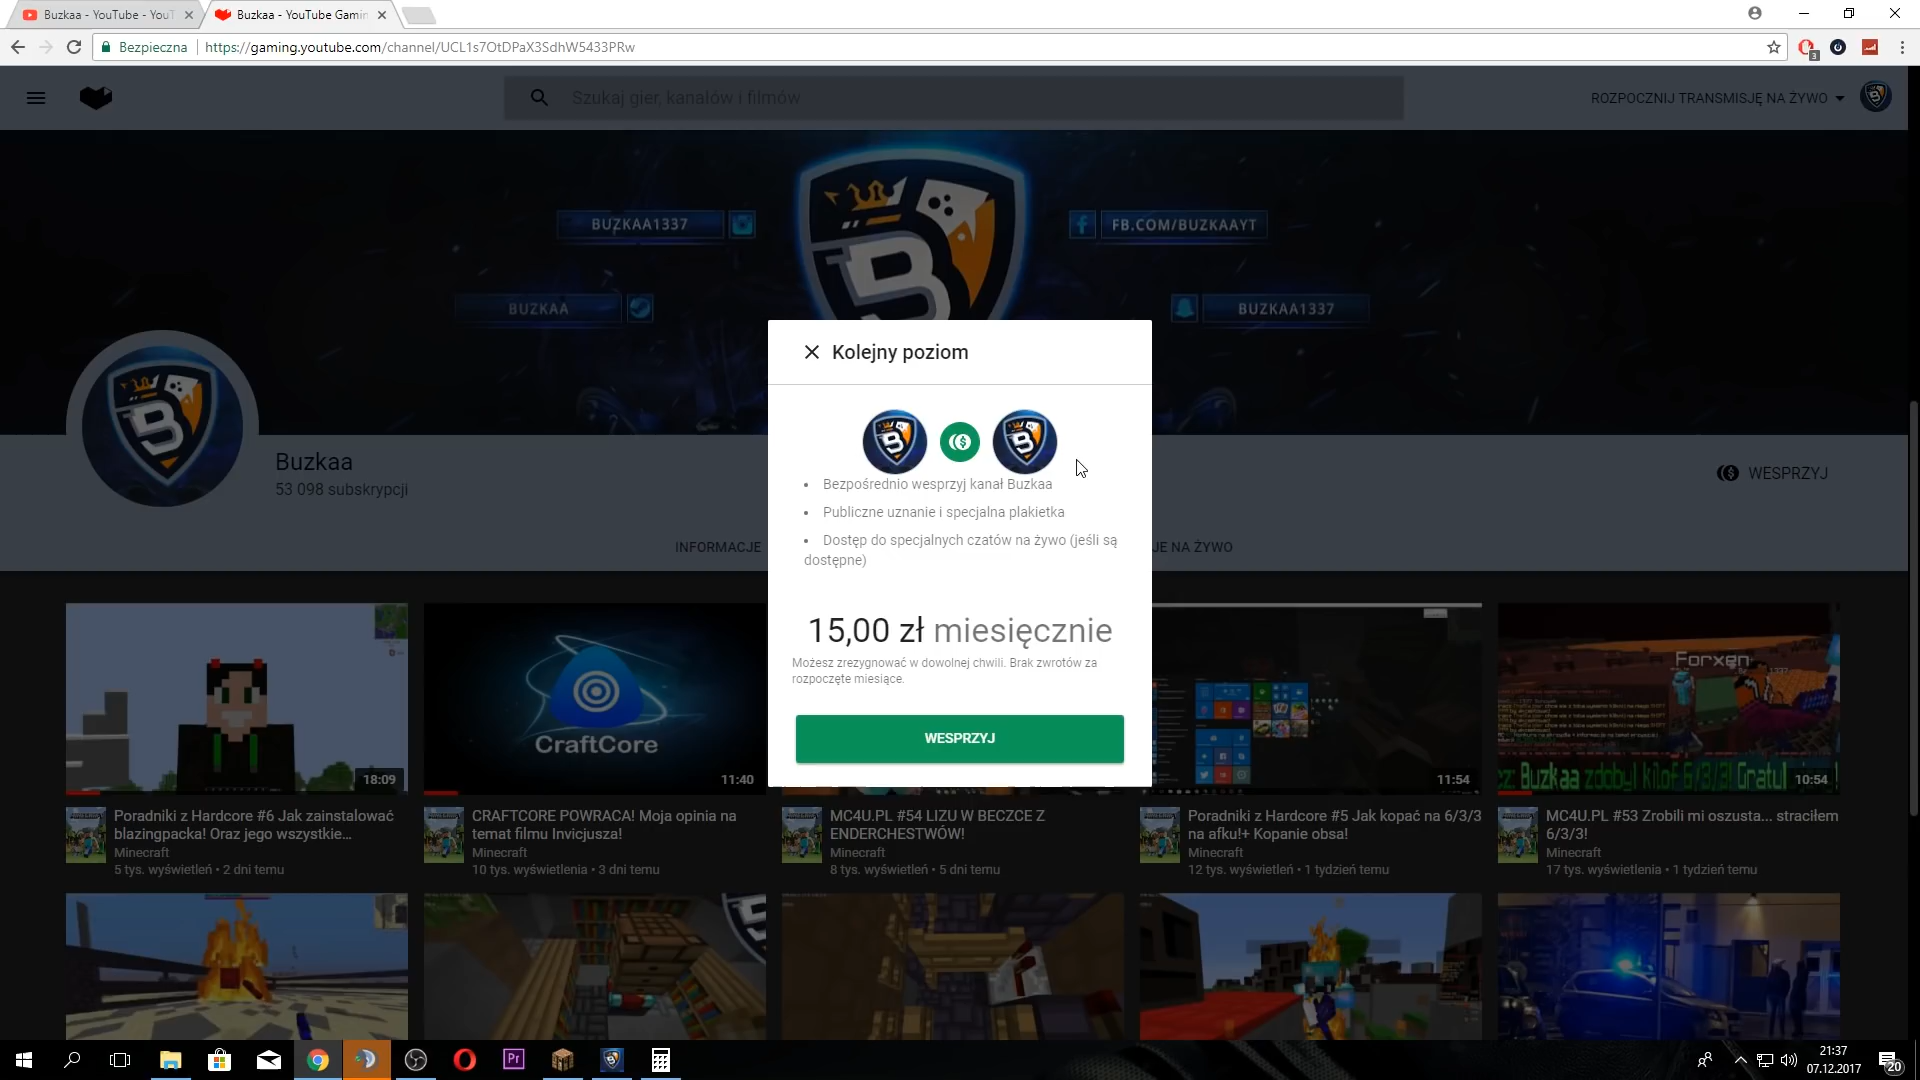 Buzkaa - YouTube - YouT
Buzkaa - YouTube Gamin
Bezpieczna
https://gaming.youtube.com/channel/UCL1s7OtDPaX3SdhW5433PRw
3
Szukaj gier, kanałów i filmów
ROZPOCZNIJ TRANSMISJĘ NA ŻYWO
BUZKAA1337
FB.COM/BUZKAAYT
BUZKAA
BUZKAA1337
Kolejny poziom
Bezpośrednio wesprzyj kanał Buzkaa
Publiczne uznanie i specjalna plakietka
Dostęp do specjalnych czatów na żywo (jeśli są
dostępne)
15,00 zł miesięcznie
Możesz zrezygnować w dowolnej chwili. Brak zwrotów za
rozpoczęte miesiące.
WESPRZYJ
Buzkaa
53 098 subskrypcji
WESPRZYJ
INFORMACJE
JE NA ŻYWO
18:09
CraftCore
11:40
11:54
Forxen
10:54
Poradniki z Hardcore #6 Jak zainstalować
blazingpacka! Oraz jego wszystkie...
Minecraft
5 tys. wyświetleń • 2 dni temu
CRAFTCORE POWRACA! Moja opinia na
temat filmu Invicjusza!
Minecraft
10 tys. wyświetlenia • 3 dni temu
MC4U.PL #54 LIZU W BECZCE Z
ENDERCHESTWÓW!
Minecraft
8 tys. wyświetleń • 5 dni temu
Poradniki z Hardcore #5 Jak kopać na 6/3/3
na afku!+ Kopanie obsa!
Minecraft
12 tys. wyświetleń • 1 tydzień temu
MC4U.PL #53 Zrobili mi oszusta... straciłem
6/3/3!
Minecraft
17 tys. wyświetlenia • 1 tydzień temu
Pr
21:37
07.12.2017
20